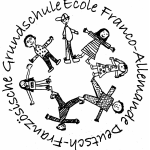 Ecole Franco-Allemande
Deutsch-Französische Grundschule